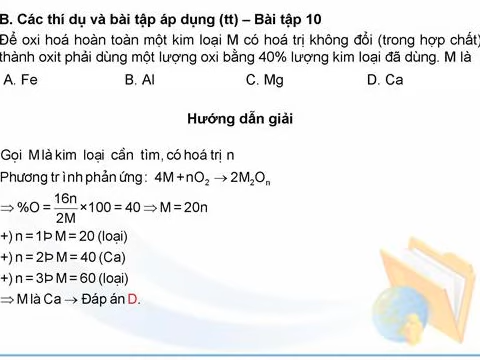 B. Các thí dụ và bài tập áp dụng (tt) – Bài tập 10
Để oxi hoá hoàn toàn một kim loại M có hoá trị không đổi (trong hợp chất)
thành oxit phải dùng một lượng oxi bằng 40% lượng kim loại đã dùng. M là
A. Fe B. Al C. Mg D. Ca
Hướng dẫn giải
Gọi M là kim loại cần tìm, có hoá trị n
Phương trình phản ứng: 4M + nO₂ → 2M₂Oₙ
⇒ %O = 16n/2M ×100 = 40 ⇒ M = 20n
+) n = 1Þ M = 20 (loại)
+) n = 2Þ M = 40 (Ca)
+) n = 3Þ M = 60 (loại)
⇒ M là Ca → Đáp án D.